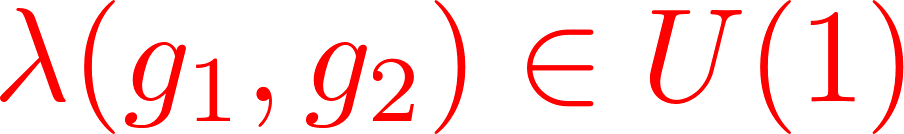 λ(g₁, g₂) ∈ U(1)